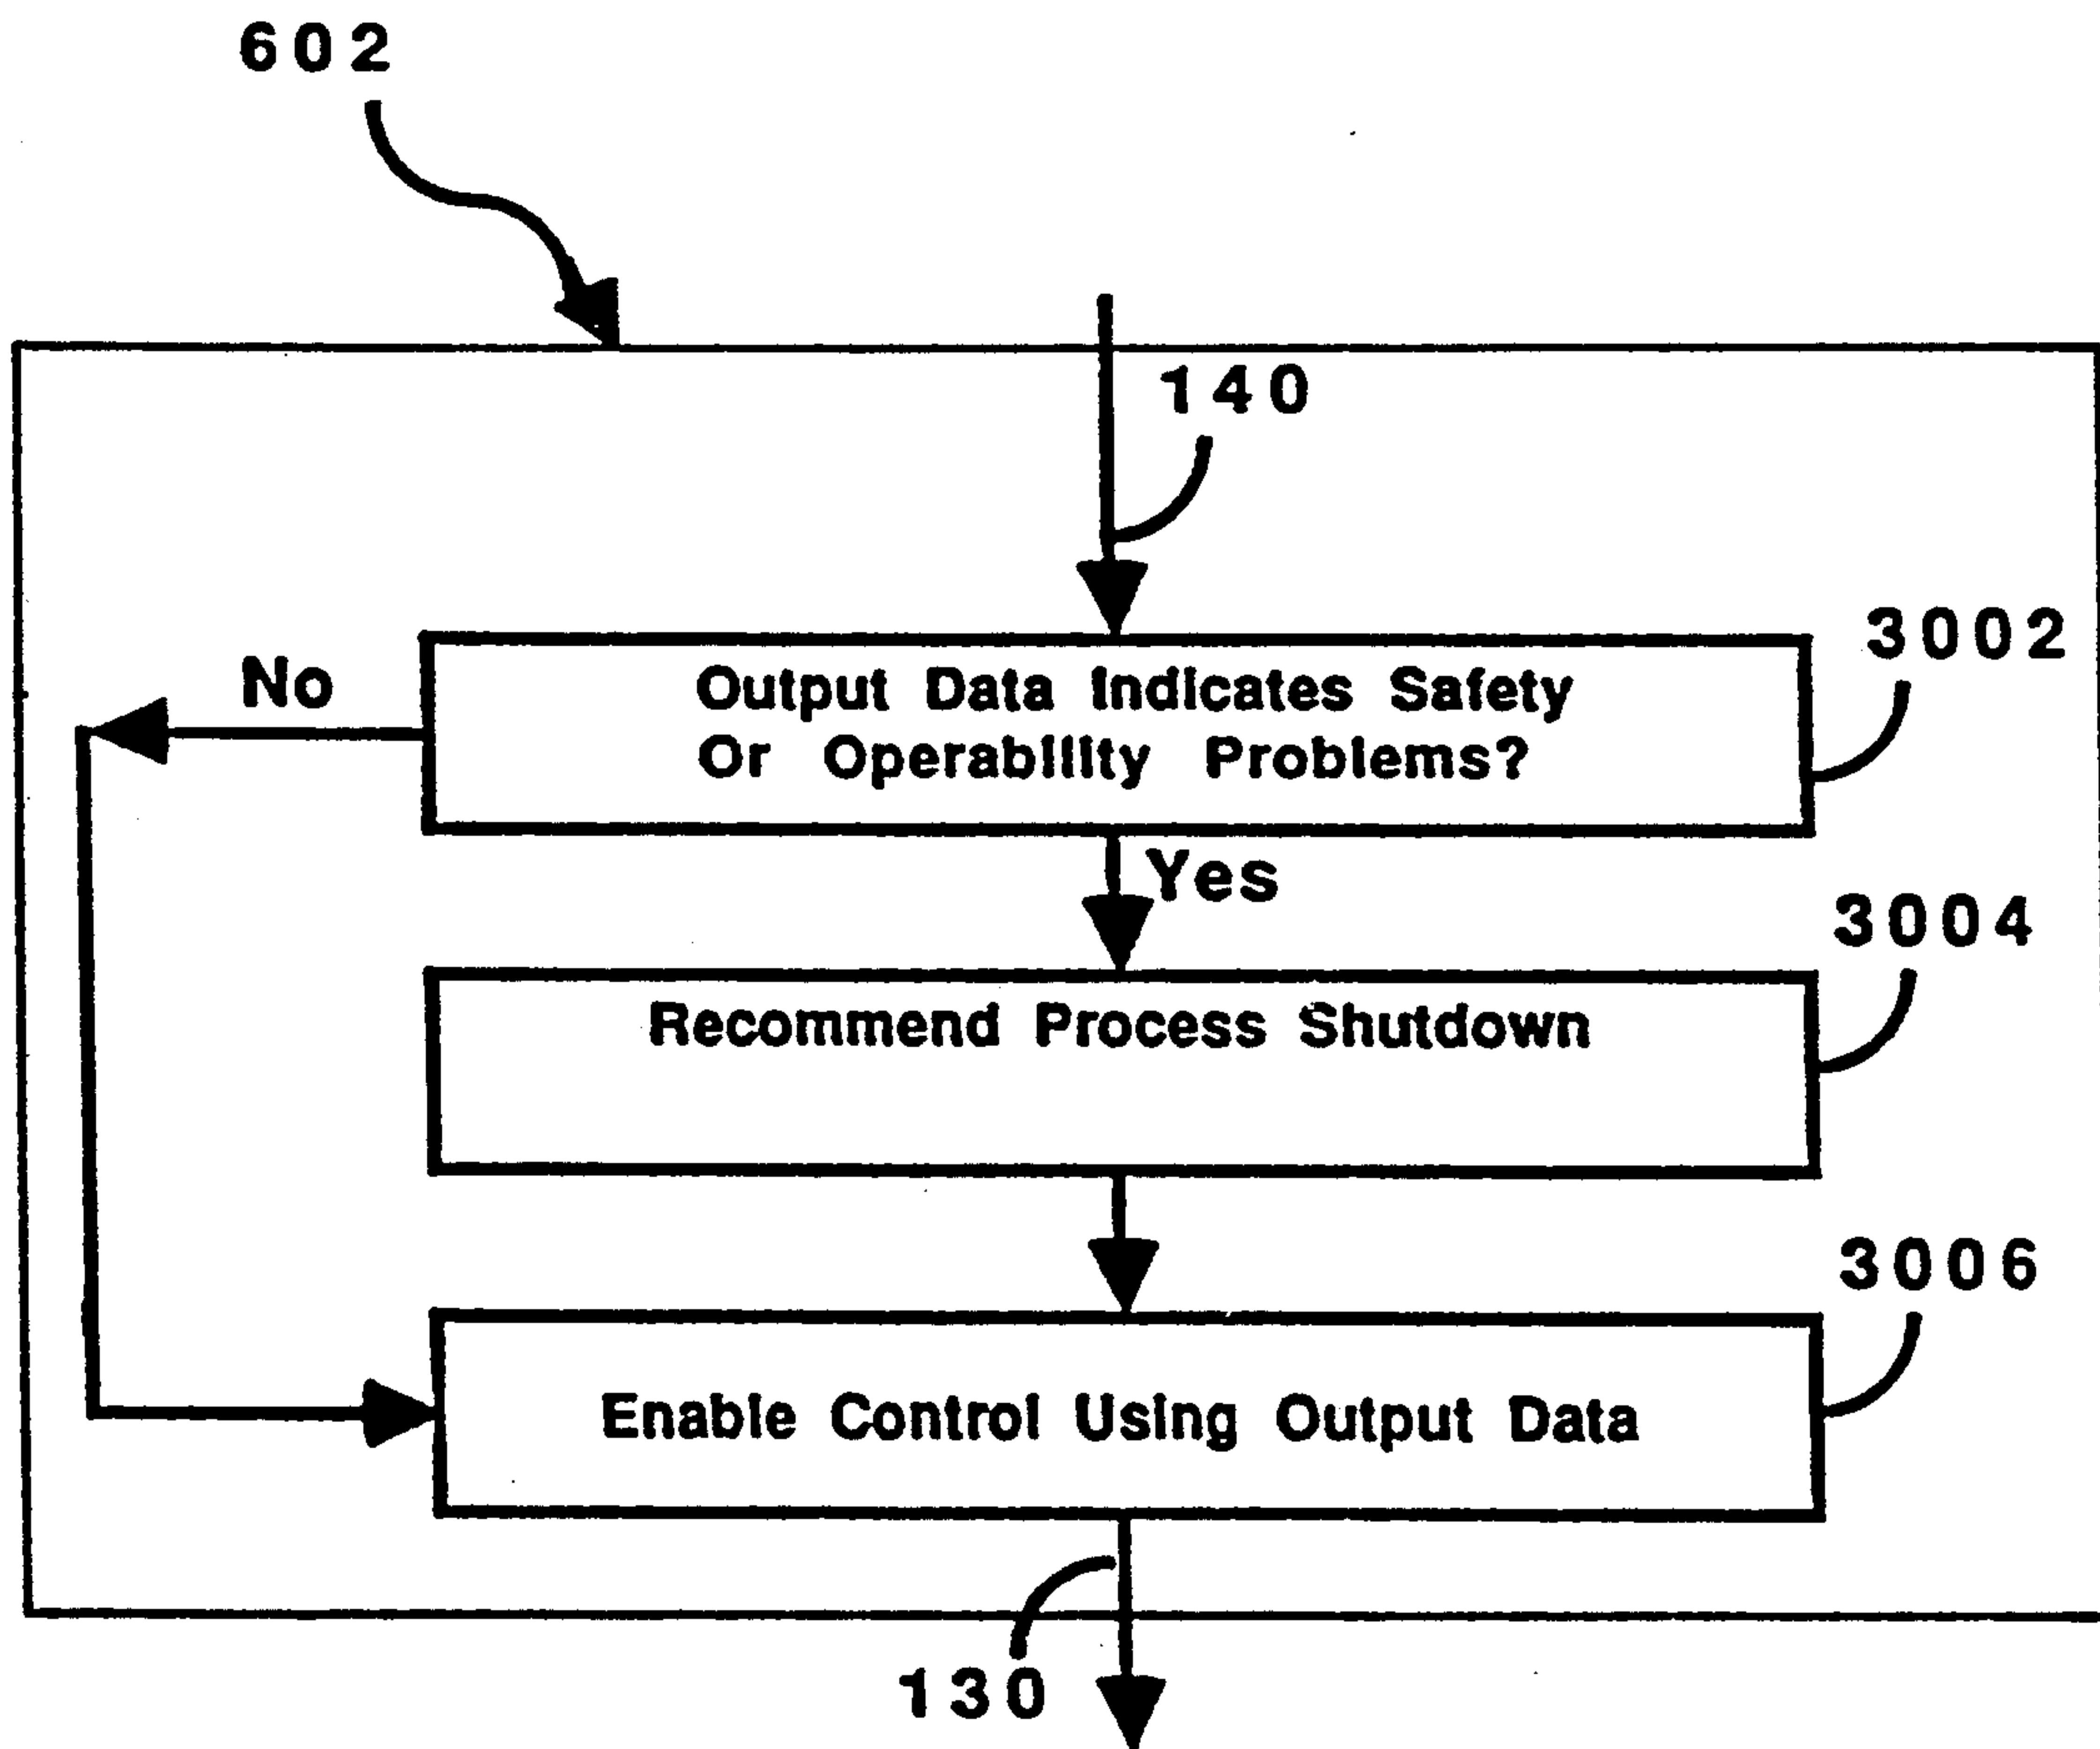 602
140
3002
No
Output Data Indicates Safety
Or Operability Problems?
Yes
3004
Recommend Process Shutdown
3006
Enable Control Using Output Data
130